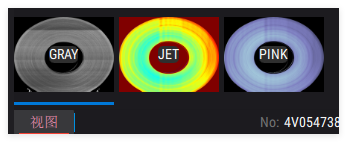 GRAY JET PINK
视图 No: 4V054738